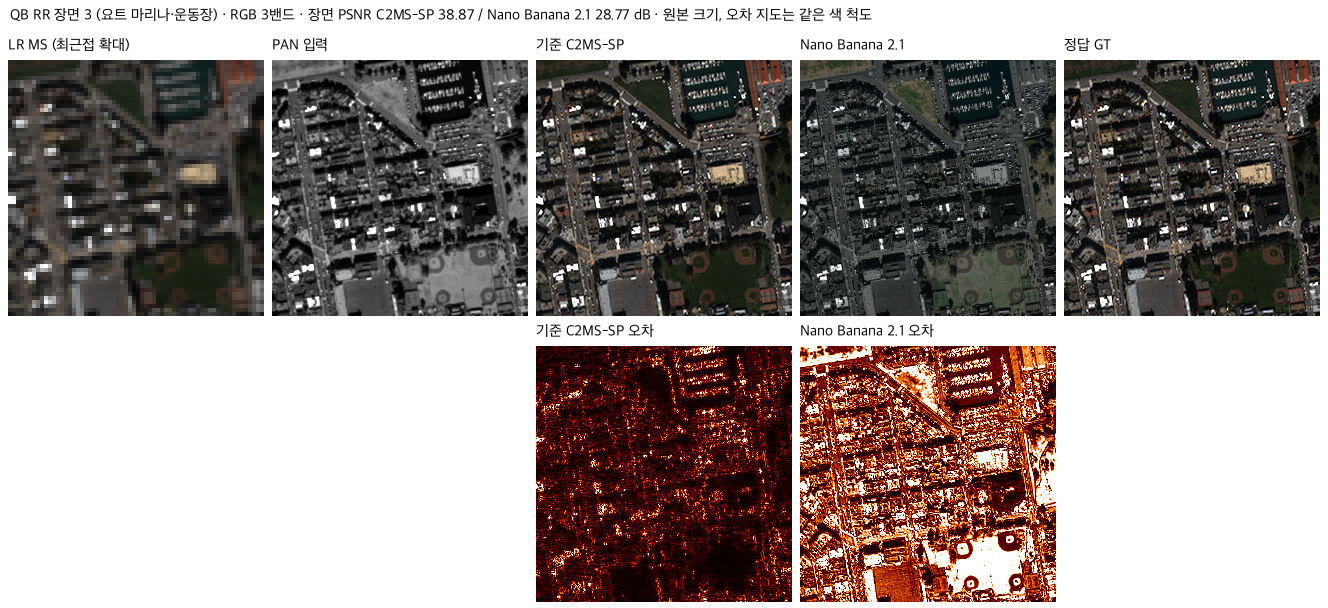 QB RR 장면 3 (요트 마리나·운동장) · RGB 3밴드 · 장면 PSNR C2MS-SP 38.87 / Nano Banana 2.1 28.77 dB · 원본 크기, 오차 지도는 같은 색 척도
LR MS (최근접 확대)
PAN 입력
기준 C2MS-SP
Nano Banana 2.1
정답 GT
기준 C2MS-SP 오차
Nano Banana 2.1 오차